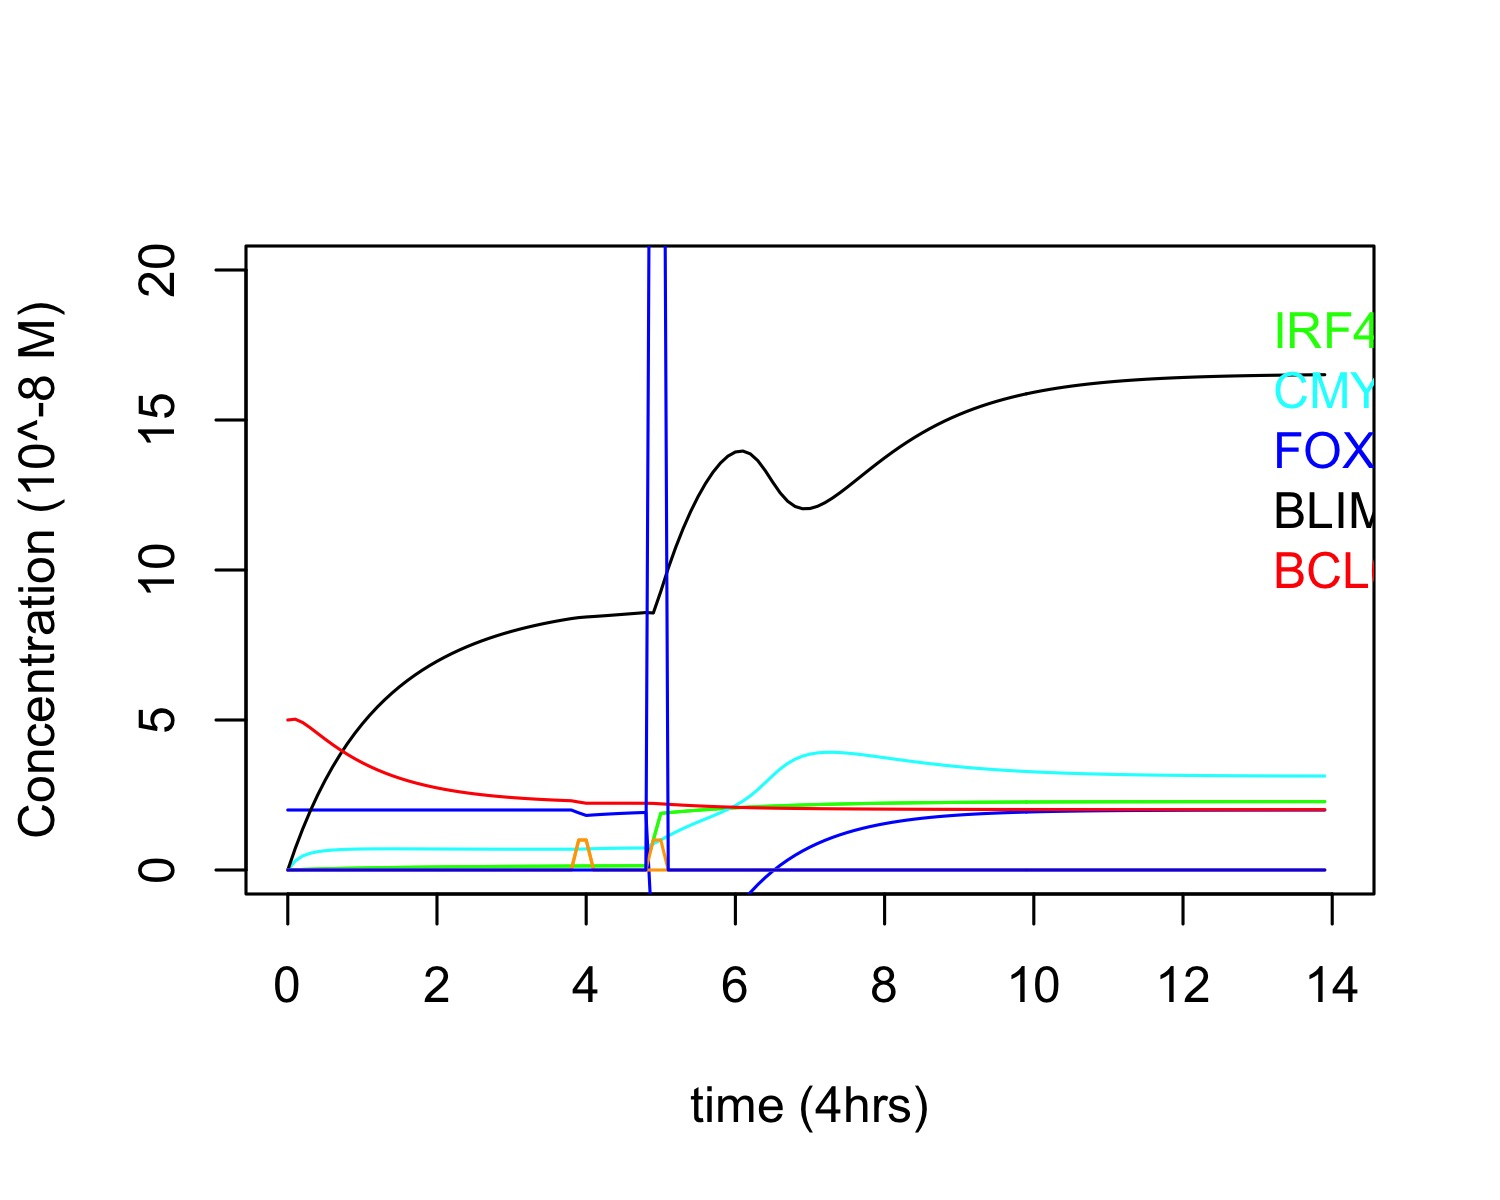 Concentration (10^-8 M)
20
15
10
5
0
IRF4
CMY
FOX
BLIM
BCL
0 2 4 6 8 10 12 14
time (4hrs)